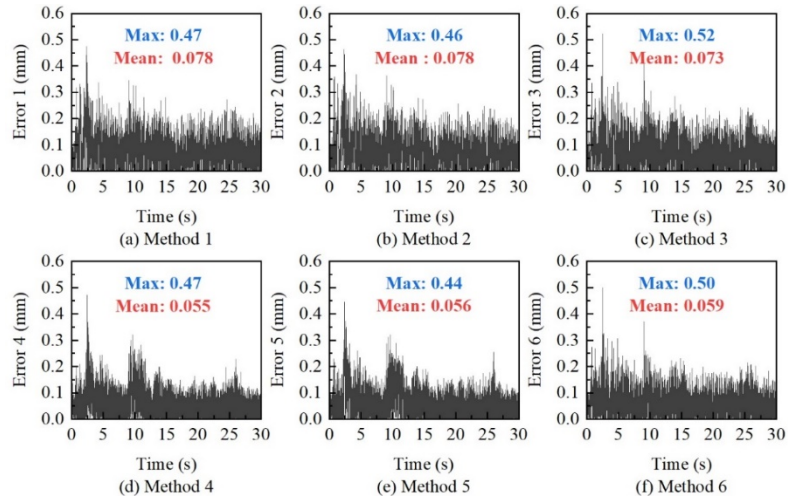 0.6
0.5
0.4
0.3
0.2
0.1
0.0
Error 1 (mm)
Max: 0.47
Mean: 0.078
0 5 10 15 20 25 30
Time (s)
(a) Method 1
0.6
0.5
0.4
0.3
0.2
0.1
0.0
Error 2 (mm)
Max: 0.46
Mean : 0.078
0 5 10 15 20 25 30
Time (s)
(b) Method 2
0.6
0.5
0.4
0.3
0.2
0.1
0.0
Error 3 (mm)
Max: 0.52
Mean: 0.073
0 5 10 15 20 25 30
Time (s)
(c) Method 3
0.6
0.5
0.4
0.3
0.2
0.1
0.0
Error 4 (mm)
Max: 0.47
Mean: 0.055
0 5 10 15 20 25 30
Time (s)
(d) Method 4
0.6
0.5
0.4
0.3
0.2
0.1
0.0
Error 5 (mm)
Max: 0.44
Mean: 0.056
0 5 10 15 20 25 30
Time (s)
(e) Method 5
0.6
0.5
0.4
0.3
0.2
0.1
0.0
Error 6 (mm)
Max: 0.50
Mean: 0.059
0 5 10 15 20 25 30
Time (s)
(f) Method 6